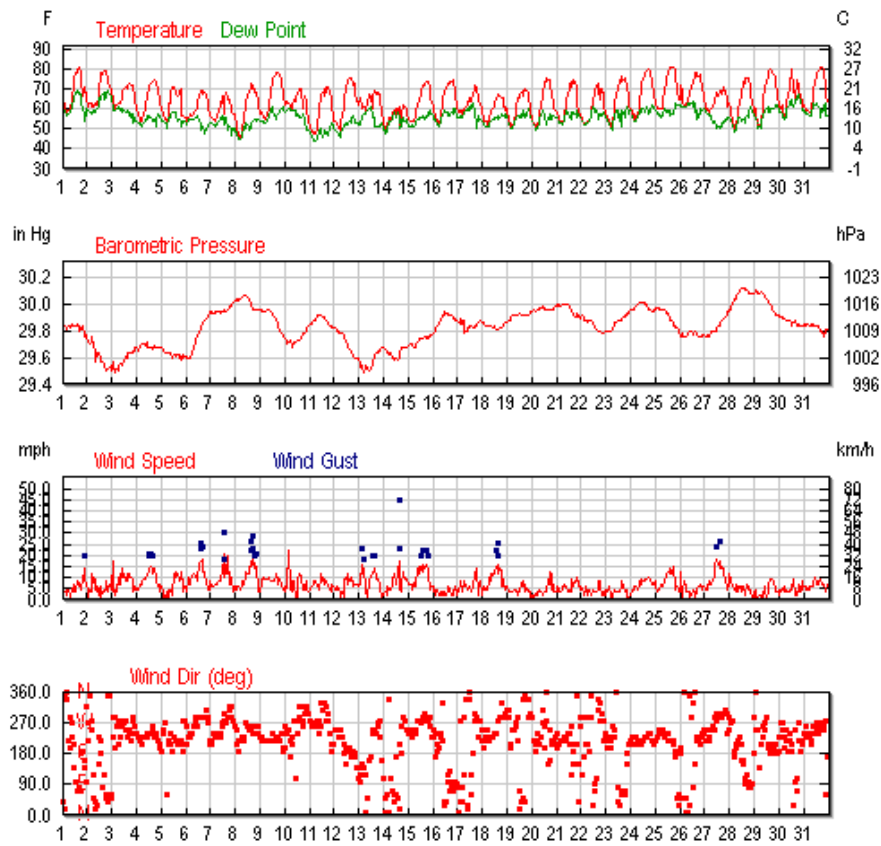 F Temperature Dew Point C
90 32
80 27
70 21
60 16
50 10
40 4
30 -1
1 2 3 4 5 6 7 8 9 10 11 12 13 14 15 16 17 18 19 20 21 22 23 24 25 26 27 28 29 30 31
in Hg Barometric Pressure hPa
30.2 1023
30.0 1016
29.8 1009
29.6 1002
29.4 996
1 2 3 4 5 6 7 8 9 10 11 12 13 14 15 16 17 18 19 20 21 22 23 24 25 26 27 28 29 30 31
mph Wind Speed Wind Gust km/h
50.0 80
45.0 72
40.0 64
35.0 56
30.0 48
25.0 40
20.0 32
15.0 24
10.0 16
5.0 8
0.0 0
1 2 3 4 5 6 7 8 9 10 11 12 13 14 15 16 17 18 19 20 21 22 23 24 25 26 27 28 29 30 31
Wind Dir (deg)
360.0 N
270.0
180.0
90.0
0.0 N
1 2 3 4 5 6 7 8 9 10 11 12 13 14 15 16 17 18 19 20 21 22 23 24 25 26 27 28 29 30 31